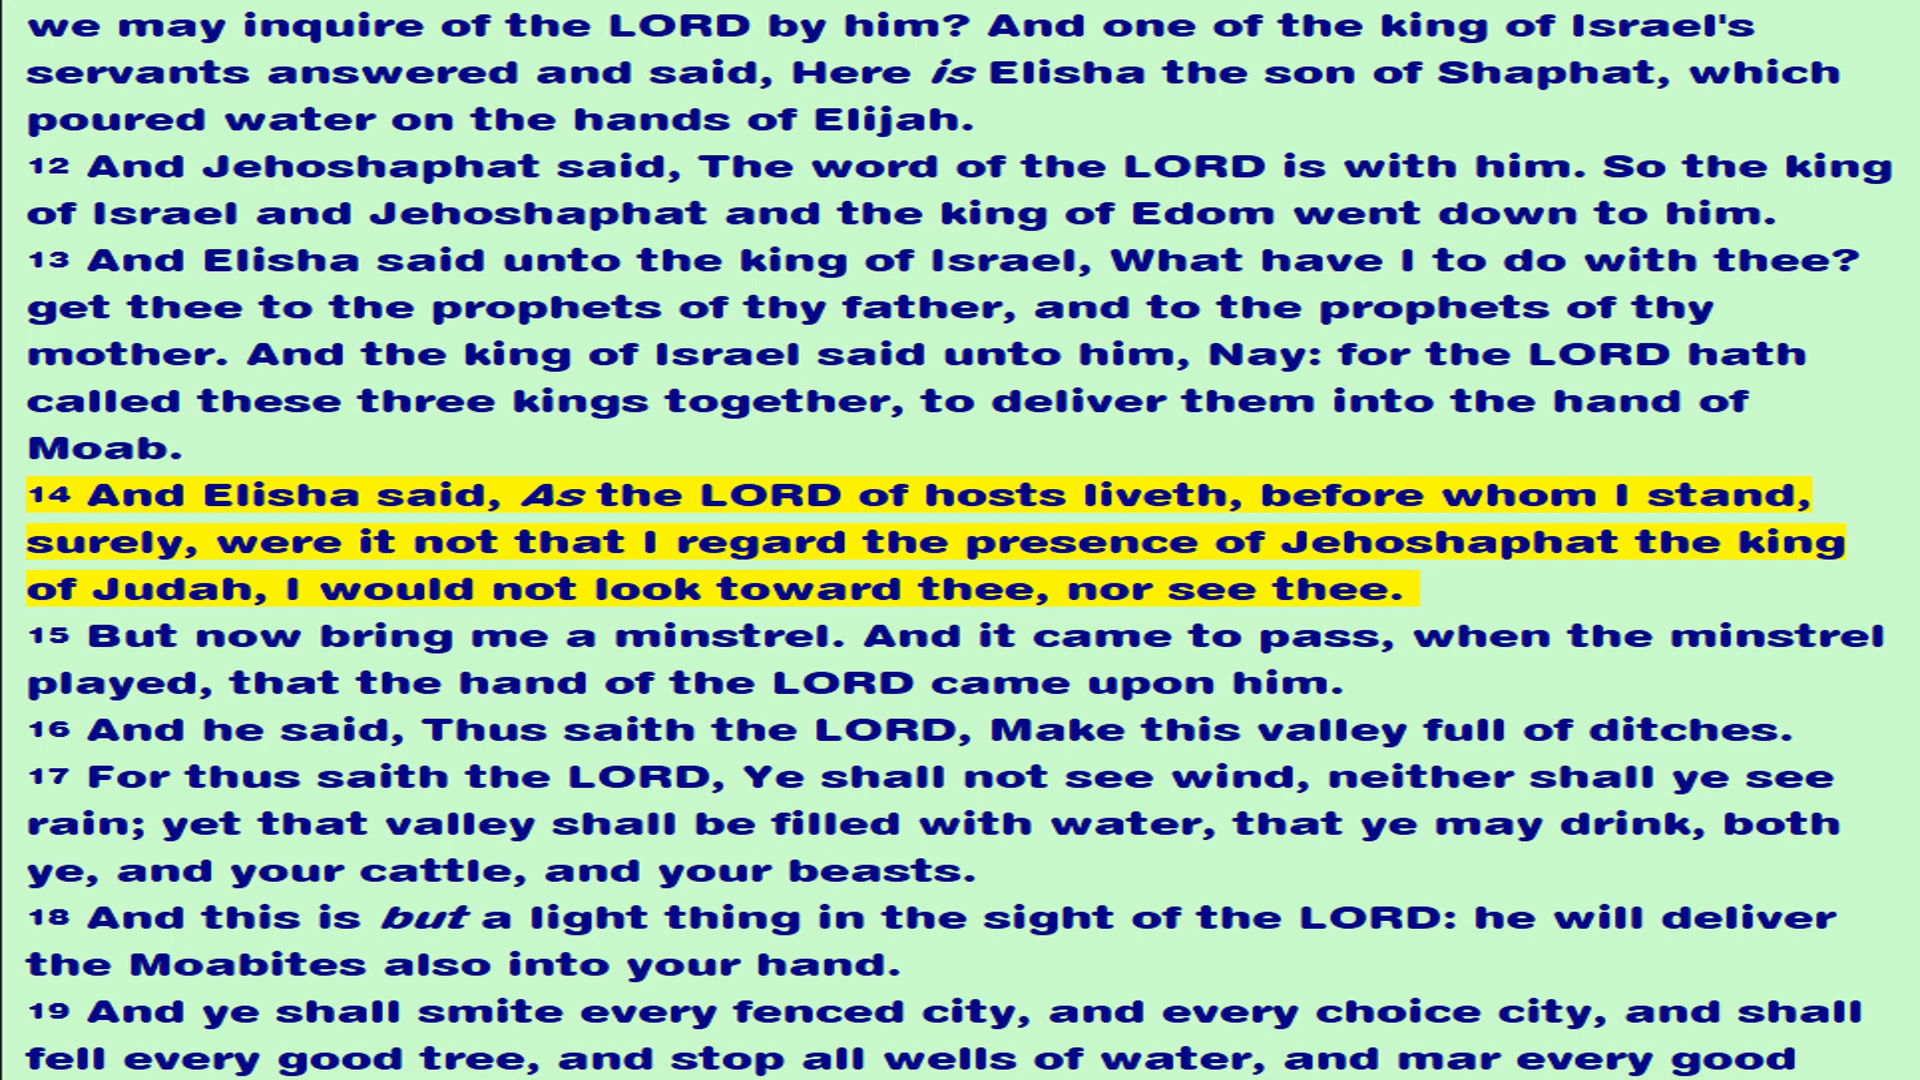 we may inquire of the LORD by him? And one of the king of Israel's
servants answered and said, Here is Elisha the son of Shaphat, which
poured water on the hands of Elijah.
12 And Jehoshaphat said, The word of the LORD is with him. So the king
of Israel and Jehoshaphat and the king of Edom went down to him.
13 And Elisha said unto the king of Israel, What have I to do with thee?
get thee to the prophets of thy father, and to the prophets of thy
mother. And the king of Israel said unto him, Nay: for the LORD hath
called these three kings together, to deliver them into the hand of
Moab.
14 And Elisha said, As the LORD of hosts liveth, before whom I stand,
surely, were it not that I regard the presence of Jehoshaphat the king
of Judah, I would not look toward thee, nor see thee.
15 But now bring me a minstrel. And it came to pass, when the minstrel
played, that the hand of the LORD came upon him.
16 And he said, Thus saith the LORD, Make this valley full of ditches.
17 For thus saith the LORD, Ye shall not see wind, neither shall ye see
rain; yet that valley shall be filled with water, that ye may drink, both
ye, and your cattle, and your beasts.
18 And this is but a light thing in the sight of the LORD: he will deliver
the Moabites also into your hand.
19 And ye shall smite every fenced city, and every choice city, and shall
fell every good tree, and stop all wells of water, and mar every good